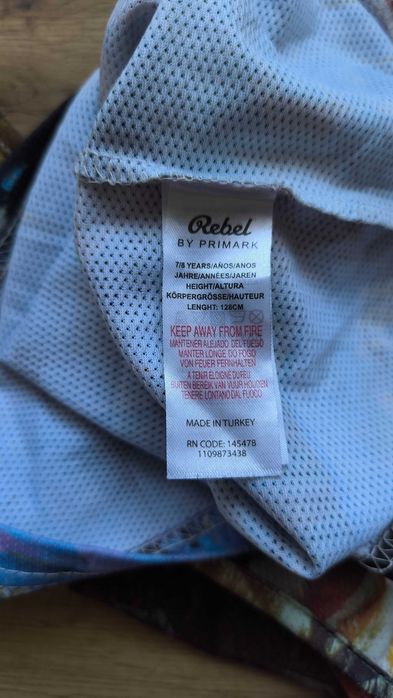 Rebel
BY PRIMARK
7/8 YEARS/AÑOS/ANOS
JAHRE/ANNÉES/JAREN
HEIGHT/ALTURA
KÖRPERGRÖSSE/HAUTEUR
LENGHT: 128CM
KEEP AWAY FROM FIRE
MANTENER ALEJADO DEL FUEGO
MANTER LONGE DO FOGO
VON FEUER FERNHALTEN
A TENIR ÉLOIGNÉ DU FEU
BUITEN BEREIK VAN VUUR HOUDEN
TENERE LONTANO DAL FUOCO
MADE IN TURKEY
RN CODE: 145478
1109873438